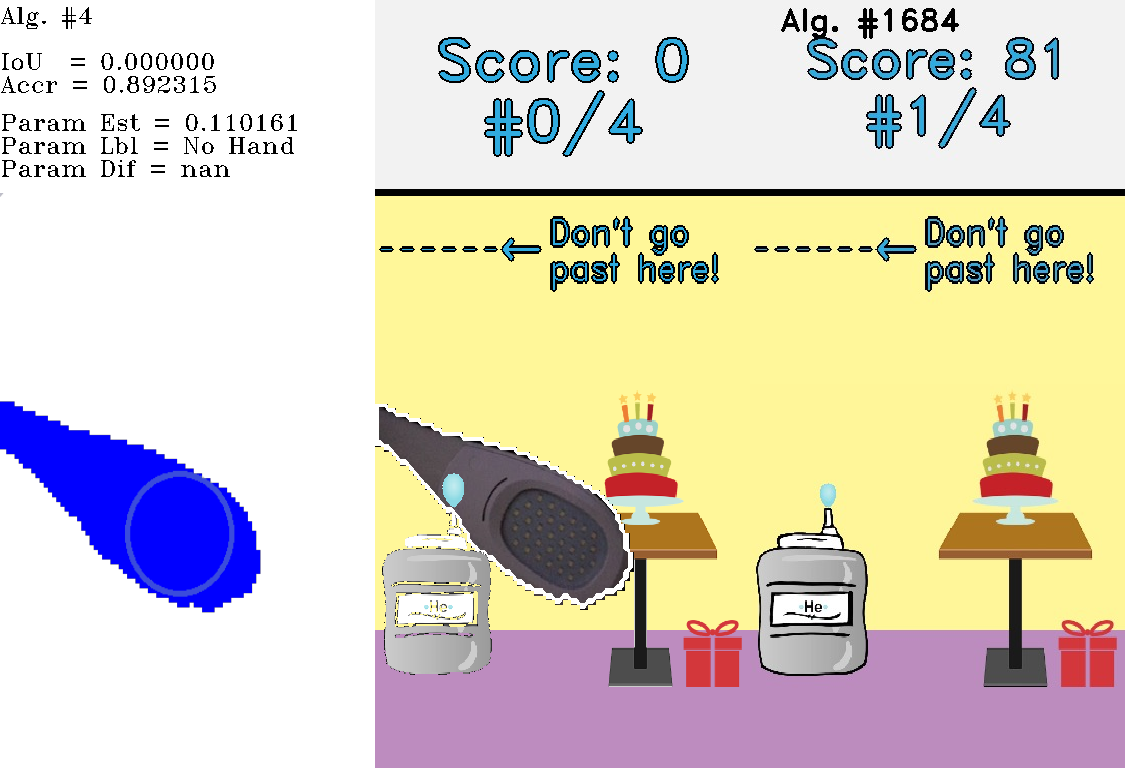 Alg. #4
IoU = 0.000000
Accr = 0.892315
Param Est = 0.110161
Param Lbl = No Hand
Param Dif = nan
Score: 0
#0/4
Don't go
past here!
He
Alg. #1684
Score: 81
#1/4
Don't go
past here!
He